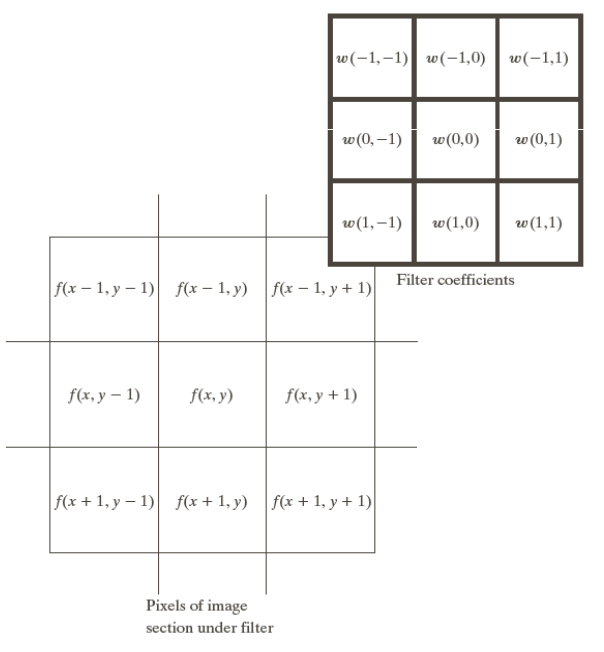 w(−1,−1) w(−1,0) w(−1,1)
w(0,−1) w(0,0) w(0,1)
w(1,−1) w(1,0) w(1,1)
Filter coefficients
f(x − 1, y − 1) f(x − 1, y) f(x − 1, y + 1)
f(x, y − 1) f(x, y) f(x, y + 1)
f(x + 1, y − 1) f(x + 1, y) f(x + 1, y + 1)
Pixels of image
section under filter